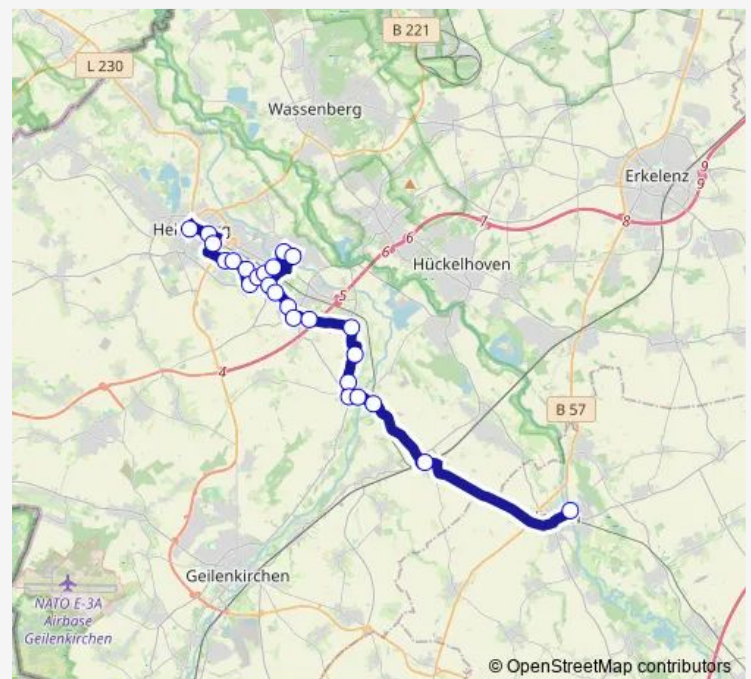 B 221
L 230
Wassenberg
Erkelenz
9
9
8
7
6
6
Hückelhoven
5
4
B 57
Geilenkirchen
NATO E-3A
Airbase
Geilenkirchen
© OpenStreetMap contributors